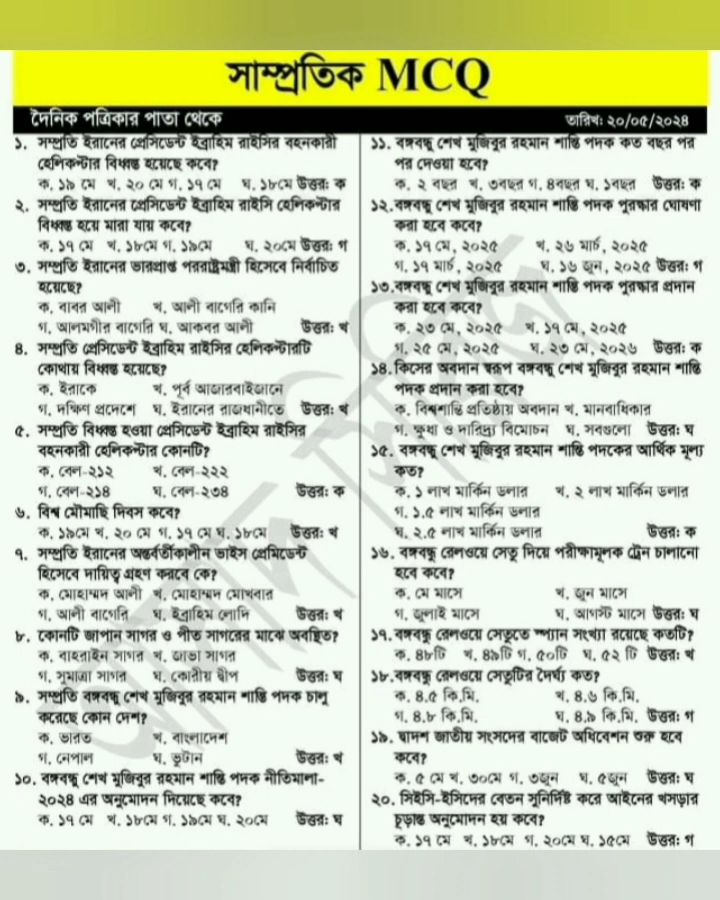 সাম্প্রতিক MCQ
দৈনিক পত্রিকার পাতা থেকে
তারিখ: ২০/০৫/২০২৪
১. সম্প্রতি ইরানের প্রেসিডেন্ট ইব্রাহিম রাইসির বহনকারী
হেলিকপ্টার বিধ্বস্ত হয়েছে কবে?
ক. ১৯ মে খ. ২০ মে গ. ১৭ মে ঘ. ১৮মে উত্তর: ক
২. সম্প্রতি ইরানের প্রেসিডেন্ট ইব্রাহিম রাইসি হেলিকপ্টার
বিধ্বস্ত হয়ে মারা যায় কবে?
ক. ১৭ মে খ. ১৮মে গ. ১৯মে ঘ. ২০মে উত্তর: গ
৩. সম্প্রতি ইরানের ভারপ্রাপ্ত পররাষ্ট্রমন্ত্রী হিসেবে নির্বাচিত
হয়েছে?
ক. বাবর আলী খ. আলী বাগেরি কানি
গ. আলমগীর বাগেরি ঘ. আকবর আলী উত্তর: খ
৪. সম্প্রতি প্রেসিডেন্ট ইব্রাহিম রাইসির হেলিকপ্টারটি
কোথায় বিধ্বস্ত হয়েছে?
ক. ইরাকে খ. পূর্ব আজারবাইজানে
গ. দক্ষিণ প্রদেশে ঘ. ইরানের রাজধানীতে উত্তর: খ
৫. সম্প্রতি বিধ্বস্ত হওয়া প্রেসিডেন্ট ইব্রাহিম রাইসির
বহনকারী হেলিকপ্টার কোনটি?
ক. বেল-২১২ খ. বেল-২২২
গ. বেল-২১৪ ঘ. বেল-২৩৪ উত্তর: ক
৬. বিশ্ব মৌমাছি দিবস কবে?
ক. ১৯মে খ. ২০ মে গ. ১৭ মে ঘ. ১৮মে উত্তর: খ
৭. সম্প্রতি ইরানের অন্তর্বর্তীকালীন ভাইস প্রেমিডেন্ট
হিসেবে দায়িত্ব গ্রহণ করবে কে?
ক. মোহাম্মদ আলী খ. মোহাম্মদ মোখবার
গ. আলী বাগেরি ঘ. ইব্রাহিম লোদি উত্তর: খ
৮. কোনটি জাপান সাগর ও পীত সাগরের মাঝে অবস্থিত?
ক. বাহরাইন সাগর খ. জাভা সাগর
গ. সুমাত্রা সাগর ঘ. কোরীয় দ্বীপ উত্তর: ঘ
৯. সম্প্রতি বঙ্গবন্ধু শেখ মুজিবুর রহমান শান্তি পদক চালু
করেছে কোন দেশ?
ক. ভারত খ. বাংলাদেশ
গ. নেপাল ঘ. ভুটান উত্তর: খ
১০. বঙ্গবন্ধু শেখ মুজিবুর রহমান শান্তি পদক নীতিমালা-
২০২৪ এর অনুমোদন দিয়েছে কবে?
ক. ১৭ মে খ. ১৮মে গ. ১৯মে ঘ. ২০মে উত্তর: ঘ
১১. বঙ্গবন্ধু শেখ মুজিবুর রহমান শান্তি পদক কত বছর পর
পর দেওয়া হবে?
ক. ২ বছর খ. ৩বছর গ. ৪বছর ঘ. ১বছর উত্তর: ক
১২.বঙ্গবন্ধু শেখ মুজিবুর রহমান শান্তি পদক পুরস্কার ঘোষণা
করা হবে কবে?
ক. ১৭ মে, ২০২৫ খ. ২৬ মার্চ, ২০২৫
গ. ১৭ মার্চ, ২০২৫ ঘ. ১৬ জুন, ২০২৫ উত্তর: গ
১৩.বঙ্গবন্ধু শেখ মুজিবুর রহমান শান্তি পদক পুরস্কার প্রদান
করা হবে কবে?
ক. ২৩ মে, ২০২৫ খ. ১৭ মে, ২০২৫
গ. ২৫ মে, ২০২৫ ঘ. ২৩ মে, ২০২৬ উত্তর: ক
১৪.কিসের অবদান স্বরূপ বঙ্গবন্ধু শেখ মুজিবুর রহমান শান্তি
পদক প্রদান করা হবে?
ক. বিশ্বশান্তি প্রতিষ্ঠায় অবদান খ. মানবাধিকার
গ. ক্ষুধা ও দারিদ্র্য বিমোচন ঘ. সবগুলো উত্তর: ঘ
১৫. বঙ্গবন্ধু শেখ মুজিবুর রহমান শান্তি পদকের আর্থিক মূল্য
কত?
ক. ১ লাখ মার্কিন ডলার খ. ২ লাখ মার্কিন ডলার
গ. ১.৫ লাখ মার্কিন ডলার
ঘ. ২.৫ লাখ মার্কিন ডলার উত্তর: ক
১৬. বঙ্গবন্ধু রেলওয়ে সেতু দিয়ে পরীক্ষামূলক ট্রেন চালানো
হবে কবে?
ক. মে মাসে খ. জুন মাসে
গ. জুলাই মাসে ঘ. আগস্ট মাসে উত্তর: ঘ
১৭. বঙ্গবন্ধু রেলওয়ে সেতুতে স্প্যান সংখ্যা রয়েছে কতটি?
ক. ৪৮টি খ. ৪৯টি গ. ৫০টি ঘ. ৫২ টি উত্তর: খ
১৮.বঙ্গবন্ধু রেলওয়ে সেতুটির দৈর্ঘ্য কত?
ক. ৪.৫ কি.মি. খ. ৪.৬ কি.মি.
গ. ৪.৮ কি.মি. ঘ. ৪.৯ কি.মি. উত্তর: গ
১৯. দ্বাদশ জাতীয় সংসদের বাজেট অধিবেশন শুরু হবে
কবে?
ক. ৫ মে খ. ৩০মে গ. ৩জুন ঘ. ৫জুন উত্তর: ঘ
২০. সিইসি-ইসিদের বেতন সুনির্দিষ্ট করে আইনের খসড়ার
চূড়ান্ত অনুমোদন হয় কবে?
ক. ১৭ মে খ. ১৮মে গ. ২০মে ঘ. ১৫মে উত্তর: গ